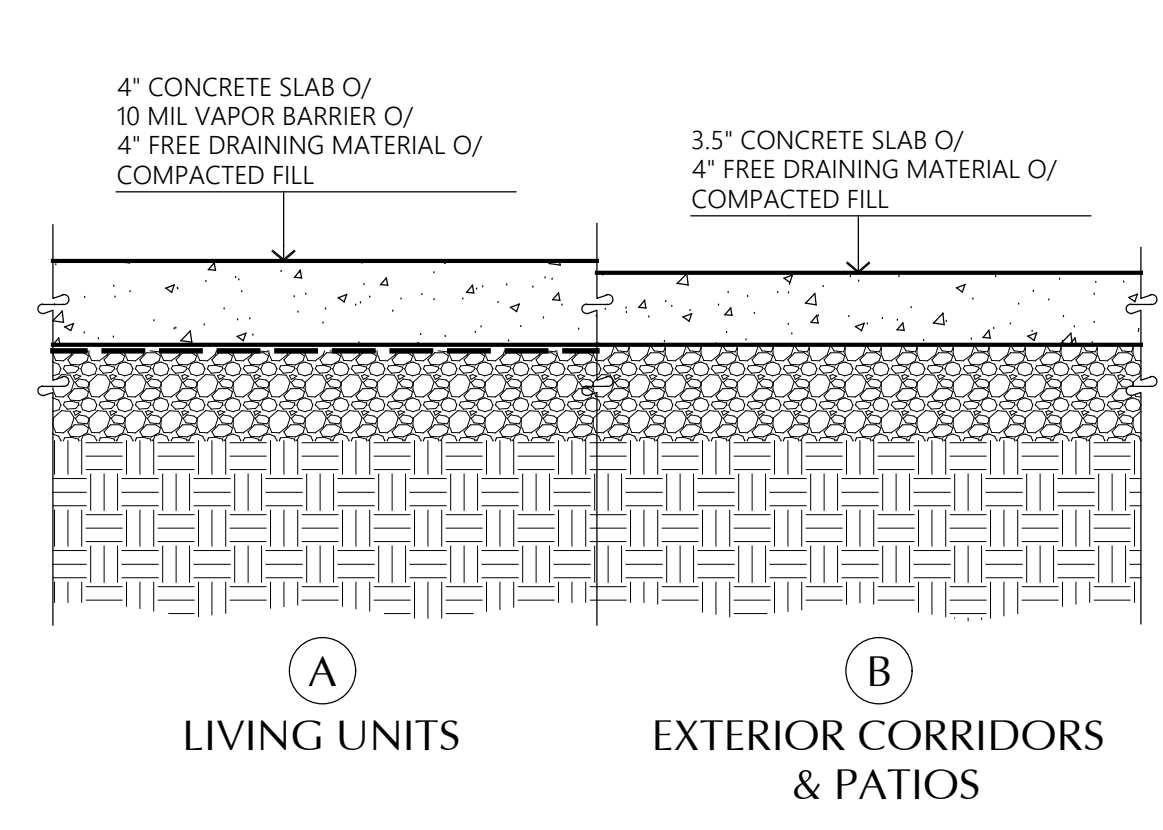 4" CONCRETE SLAB O/
10 MIL VAPOR BARRIER O/
4" FREE DRAINING MATERIAL O/
COMPACTED FILL
3.5" CONCRETE SLAB O/
4" FREE DRAINING MATERIAL O/
COMPACTED FILL
A
LIVING UNITS
B
EXTERIOR CORRIDORS
& PATIOS